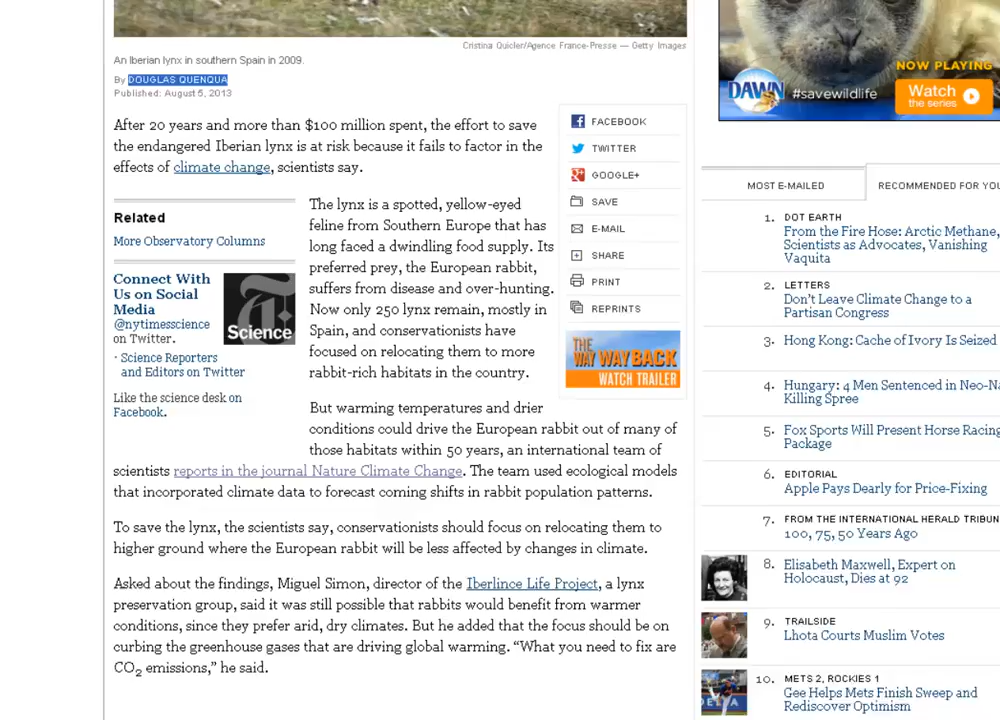 Cristina Quicler/Agence France-Presse — Getty Images
An Iberian lynx in southern Spain in 2009.
By DOUGLAS QUENQUA
Published: August 5, 2013
After 20 years and more than $100 million spent, the effort to save
the endangered Iberian lynx is at risk because it fails to factor in the
effects of climate change, scientists say.
Related
More Observatory Columns
Connect With
Us on Social
Media
@nytimesscience
on Twitter.
· Science Reporters
and Editors on Twitter
Like the science desk on
Facebook.
T
Science
The lynx is a spotted, yellow-eyed
feline from Southern Europe that has
long faced a dwindling food supply. Its
preferred prey, the European rabbit,
suffers from disease and over-hunting.
Now only 250 lynx remain, mostly in
Spain, and conservationists have
focused on relocating them to more
rabbit-rich habitats in the country.
But warming temperatures and drier
conditions could drive the European rabbit out of many of
those habitats within 50 years, an international team of
scientists reports in the journal Nature Climate Change. The team used ecological models
that incorporated climate data to forecast coming shifts in rabbit population patterns.
To save the lynx, the scientists say, conservationists should focus on relocating them to
higher ground where the European rabbit will be less affected by changes in climate.
Asked about the findings, Miguel Simon, director of the Iberlince Life Project, a lynx
preservation group, said it was still possible that rabbits would benefit from warmer
conditions, since they prefer arid, dry climates. But he added that the focus should be on
curbing the greenhouse gases that are driving global warming. “What you need to fix are
CO2 emissions,” he said.
FACEBOOK
TWITTER
GOOGLE+
SAVE
E-MAIL
SHARE
PRINT
REPRINTS
THE
WAY WAY BACK
WATCH TRAILER
NOW PLAYING
DAWN
#savewildlife
Watch
the series
MOST E-MAILED
RECOMMENDED FOR YOU
1. DOT EARTH
From the Fire Hose: Arctic Methane,
Scientists as Advocates, Vanishing
Vaquita
2. LETTERS
Don't Leave Climate Change to a
Partisan Congress
3. Hong Kong: Cache of Ivory Is Seized
4. Hungary: 4 Men Sentenced in Neo-Na
Killing Spree
5. Fox Sports Will Present Horse Racing
Package
6. EDITORIAL
Apple Pays Dearly for Price-Fixing
7. FROM THE INTERNATIONAL HERALD TRIBUN
100, 75, 50 Years Ago
8. Elisabeth Maxwell, Expert on
Holocaust, Dies at 92
9. TRAILSIDE
Lhota Courts Muslim Votes
10. METS 2, ROCKIES 1
Gee Helps Mets Finish Sweep and
Rediscover Optimism